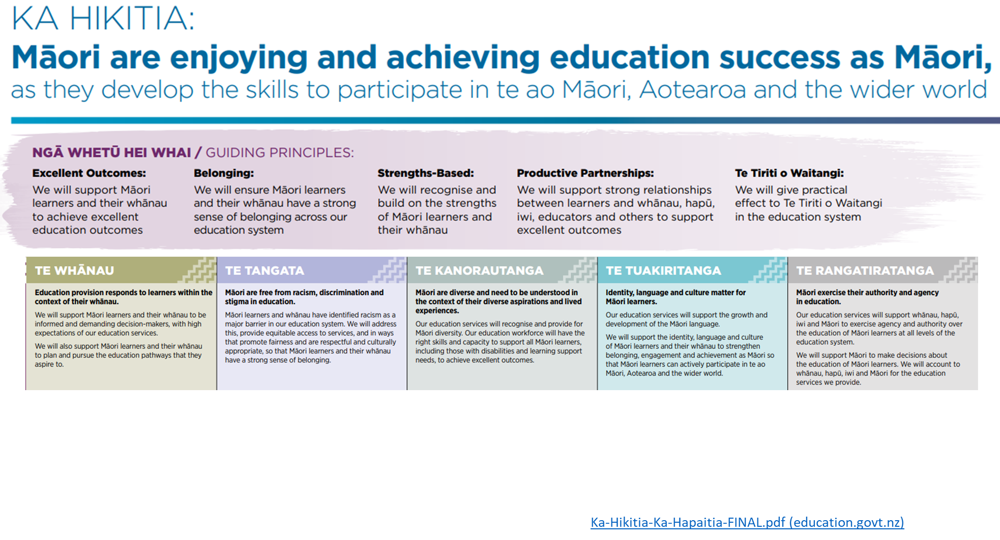 KA HIKITIA:
Māori are enjoying and achieving education success as Māori,
as they develop the skills to participate in te ao Māori, Aotearoa and the wider world
NGĀ WHETŪ HEI WHAI / GUIDING PRINCIPLES:
Excellent Outcomes:
We will support Māori
learners and their whānau
to achieve excellent
education outcomes
Belonging:
We will ensure Māori learners
and their whānau have a strong
sense of belonging across our
education system
Strengths-Based:
We will recognise and
build on the strengths
of Māori learners and
their whānau
Productive Partnerships:
We will support strong relationships
between learners and whānau, hapū,
iwi, educators and others to support
excellent outcomes
Te Tiriti o Waitangi:
We will give practical
effect to Te Tiriti o Waitangi
in the education system
TE WHĀNAU
Education provision responds to learners within the
context of their whānau.
We will support Māori learners and their whānau to be
informed and demanding decision-makers, with high
expectations of our education services.
We will also support Māori learners and their whānau
to plan and pursue the education pathways that they
aspire to.
TE TANGATA
Māori are free from racism, discrimination and
stigma in education.
Māori learners and whānau have identified racism as a
major barrier in our education system. We will address
this, provide equitable access to services, and in ways
that promote fairness and are respectful and culturally
appropriate, so that Māori learners and their whānau
have a strong sense of belonging.
TE KANORAUTANGA
Māori are diverse and need to be understood in
the context of their diverse aspirations and lived
experiences.
Our education services will recognise and provide for
Māori diversity. Our education workforce will have the
right skills and capacity to support all Māori learners,
including those with disabilities and learning support
needs, to achieve excellent outcomes.
TE TUAKIRITANGA
Identity, language and culture matter for
Māori learners.
Our education services will support the growth and
development of the Māori language.
We will support the identity, language and culture
of Māori learners and their whānau to strengthen
belonging, engagement and achievement as Māori so
that Māori learners can actively participate in te ao
Māori, Aotearoa and the wider world.
TE RANGATIRATANGA
Māori exercise their authority and agency
in education.
Our education services will support whānau, hapū,
iwi and Māori to exercise agency and authority over
the education of Māori learners at all levels of the
education system.
We will support Māori to make decisions about
the education of Māori learners. We will account to
whānau, hapū, iwi and Māori for the education
services we provide.
Ka-Hikitia-Ka-Hapaitia-FINAL.pdf (education.govt.nz)